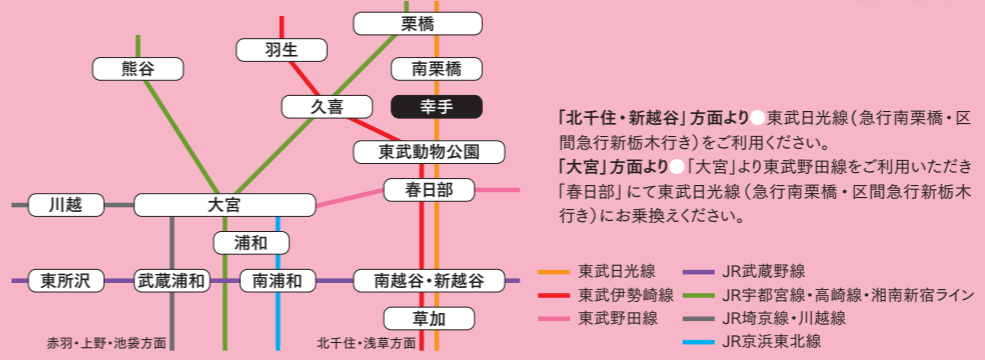 栗橋
羽生
熊谷
南栗橋
久喜
幸手
東武動物公園
春日部
川越
大宮
浦和
東所沢
武蔵浦和
南浦和
南越谷・新越谷
草加
赤羽・上野・池袋方面
北千住・浅草方面
「北千住・新越谷」方面より●東武日光線（急行南栗橋・区
間急行新栃木行き）をご利用ください。
「大宮」方面より●「大宮」より東武野田線をご利用いただき
「春日部」にて東武日光線（急行南栗橋・区間急行新栃木
行き）にお乗換えください。
東武日光線
東武伊勢崎線
東武野田線
JR武蔵野線
JR宇都宮線・高崎線・湘南新宿ライン
JR埼京線・川越線
JR京浜東北線